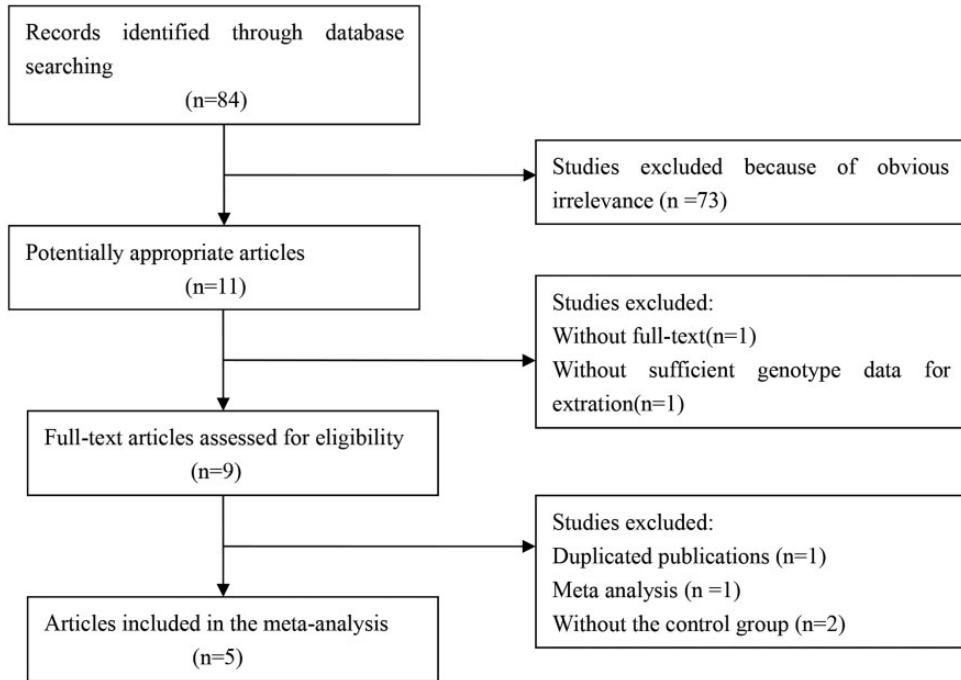 Records identified through database
searching
(n=84)
Studies excluded because of obvious
irrelevance (n =73)
Potentially appropriate articles
(n=11)
Studies excluded:
Without full-text(n=1)
Without sufficient genotype data for
extration(n=1)
Full-text articles assessed for eligibility
(n=9)
Studies excluded:
Duplicated publications (n=1)
Meta analysis (n =1)
Without the control group (n=2)
Articles included in the meta-analysis
(n=5)